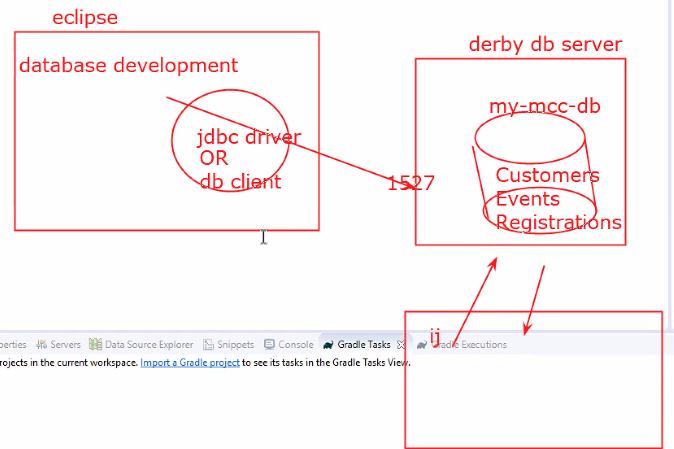 eclipse
derby db server
database development
my-mcc-db
jdbc driver
OR
db client
1527
Customers
Events
Registrations
ij
Servers
Data Source Explorer
Snippets
Console
Gradle Tasks
Executions
rojects in the current workspace. Import a Gradle project to see its tasks in the Gradle Tasks View.